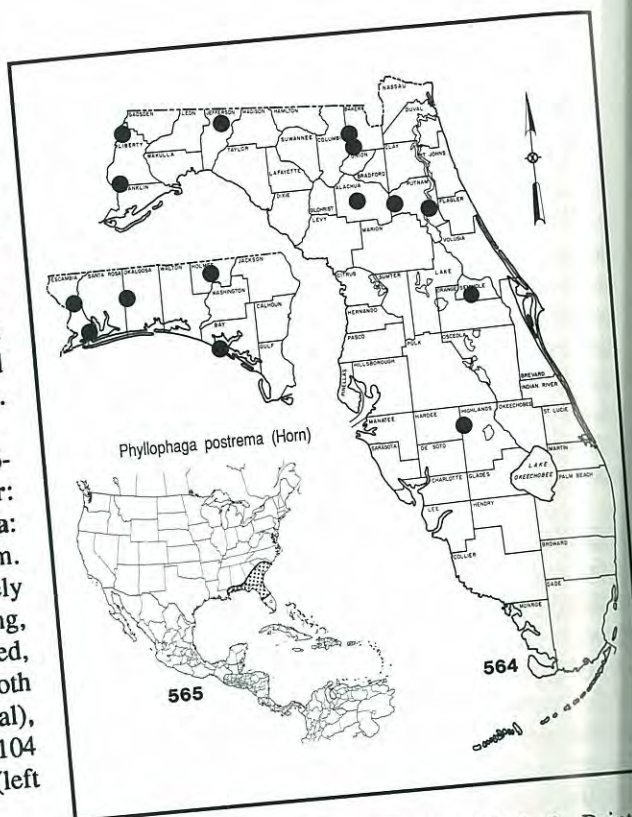 r:
a:
m.
ely
ng,
ed,
oth
al),
104
(left
NASSAU
GADSDEN
LEON
JEFFERSON
MADISON
HAMILTON
BAKER
DUVAL
LIBERTY
WAKULLA
TAYLOR
SUWANNEE
COLUMBIA
UNION
CLAY
ST JOHNS
LAFAYETTE
BRADFORD
ANKLIN
DIXIE
GILCHRIST
ALACHUA
PUTNAM
FLAGLER
LEVY
MARION
VOLUSIA
ESCAMBIA
SANTA ROSA
OKALOOSA
WALTON
HOLMES
JACKSON
WASHINGTON
CALHOUN
BAY
GULF
CITRUS
SUMTER
LAKE
ORANGE
SEMINOLE
HERNANDO
PASCO
POLK
OSCEOLA
PINELLAS
HILLSBOROUGH
BREVARD
INDIAN RIVER
MANATEE
HARDEE
HIGHLANDS
OKEECHOBEE
ST. LUCIE
SARASOTA
DE SOTO
MARTIN
CHARLOTTE
GLADES
LAKE
OKEECHOBEE
PALM BEACH
LEE
HENDRY
COLLIER
BROWARD
DADE
MONROE
Phyllophaga postrema (Horn)
565
564